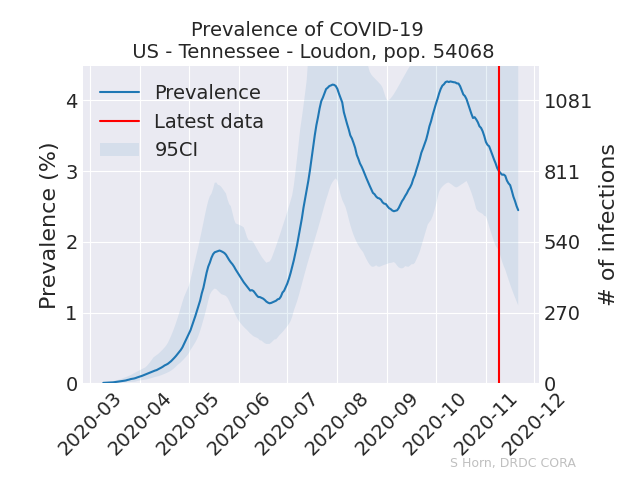 Prevalence of COVID-19
US - Tennessee - Loudon, pop. 54068
Prevalence
Latest data
95CI
Prevalence (%)
4
3
2
1
0
1081
811
540
270
0
# of infections
2020-03
2020-04
2020-05
2020-06
2020-07
2020-08
2020-09
2020-10
2020-11
2020-12
S Horn, DRDC CORA